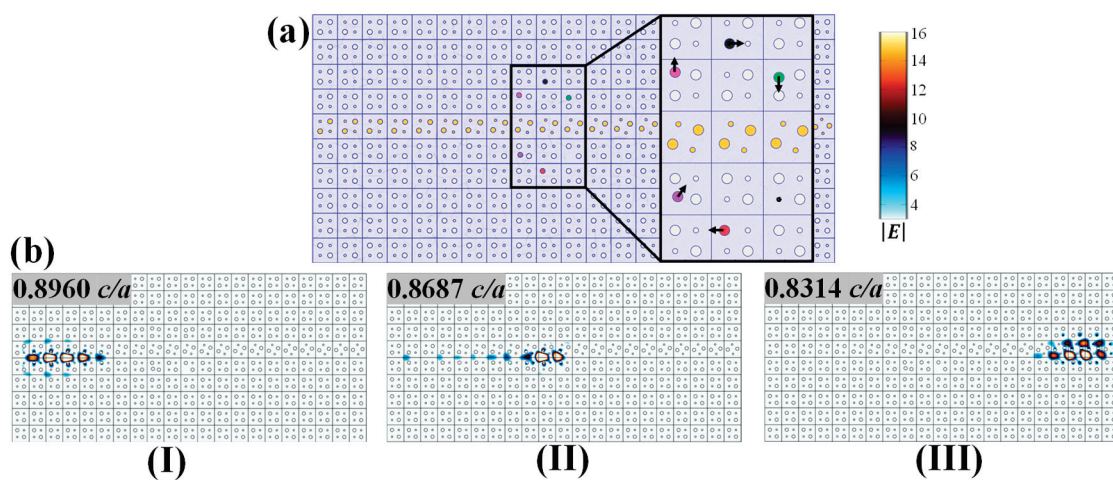 (a)
16
14
12
10
8
6
4
|E|
(b)
0.8960 c/a
0.8687 c/a
0.8314 c/a
(I)
(II)
(III)